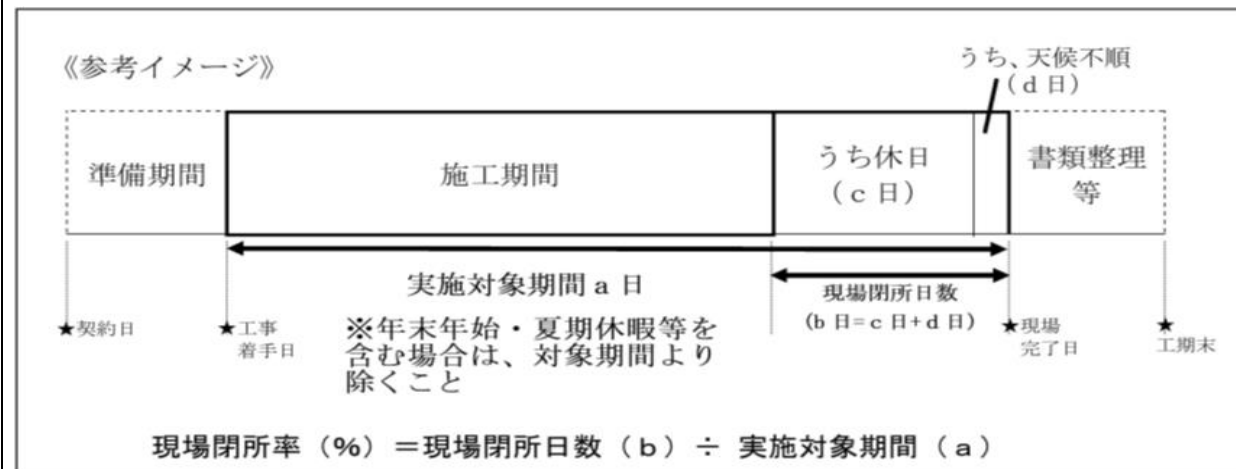 《参考イメージ》
うち、天候不順
(d日)
準備期間
施工期間
うち休日
(c日)
書類整理
等
実施対象期間a日
※年末年始・夏期休暇等を
含む場合は、対象期間より
除くこと
現場閉所日数
(b日=c日+d日)
★契約日
★工事
着手日
★現場
完了日
★
工期末
現場閉所率(%)=現場閉所日数(b)÷ 実施対象期間(a)